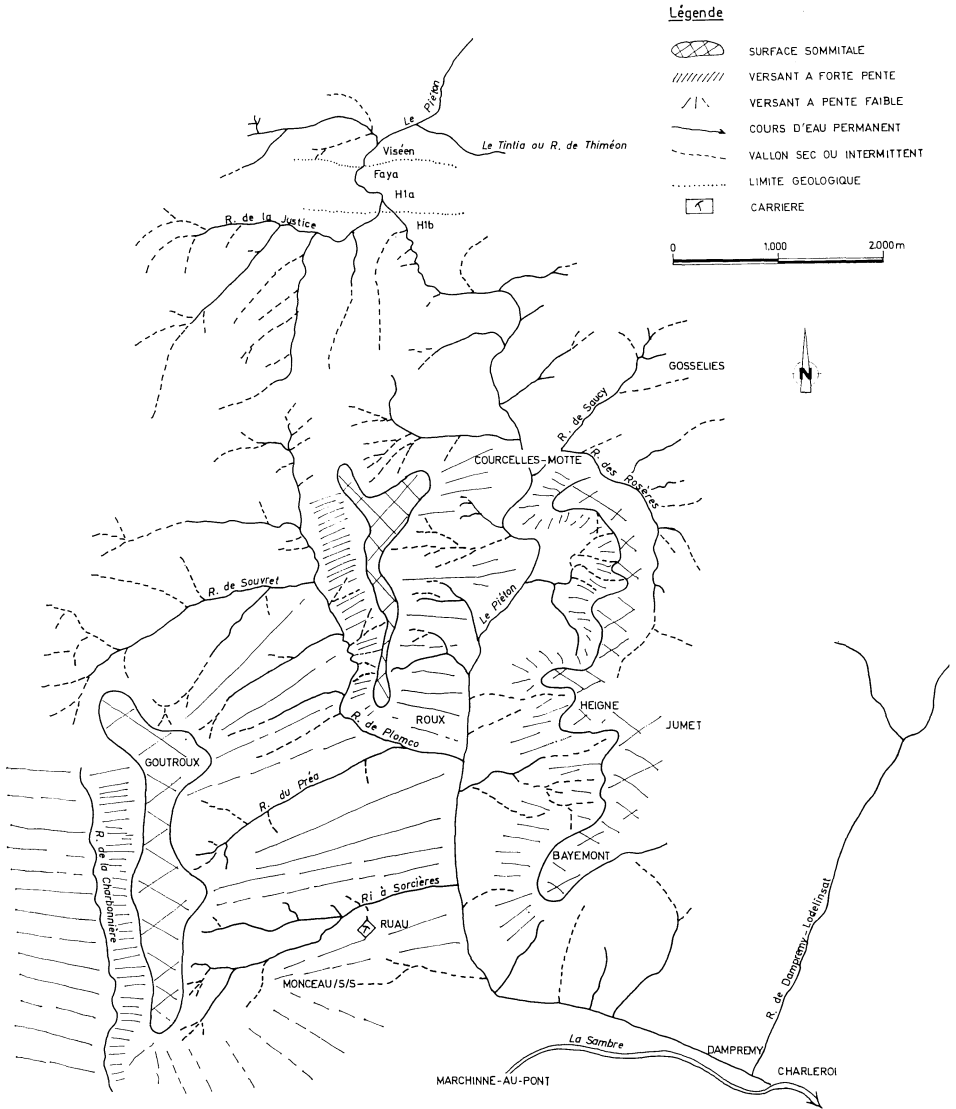 Légende
SURFACE SOMMITALE
VERSANT A FORTE PENTE
VERSANT A PENTE FAIBLE
COURS D'EAU PERMANENT
VALLON SEC OU INTERMITTENT
LIMITE GEOLOGIQUE
CARRIERE
0 1.000 2.000 m
N
Le Piéton
Le Tintia ou R. de Thiméon
Viséen
Faya
H1a
R. de la Justice
H1b
GOSSELIES
R. de Saucy
COURCELLES-MOTTE
R. des Rosères
R. de Souvret
Le Piéton
HEIGNE
ROUX
JUMET
R. de Plomco
GOUTROUX
R. du Préa
BAYEMONT
R. de la Charbonnière
Ri à Sorcières
RUAU
R. de Dampremy-Lodelinsat
MONCEAU/S/S
La Sambre
DAMPREMY
CHARLEROI
MARCHINNE-AU-PONT